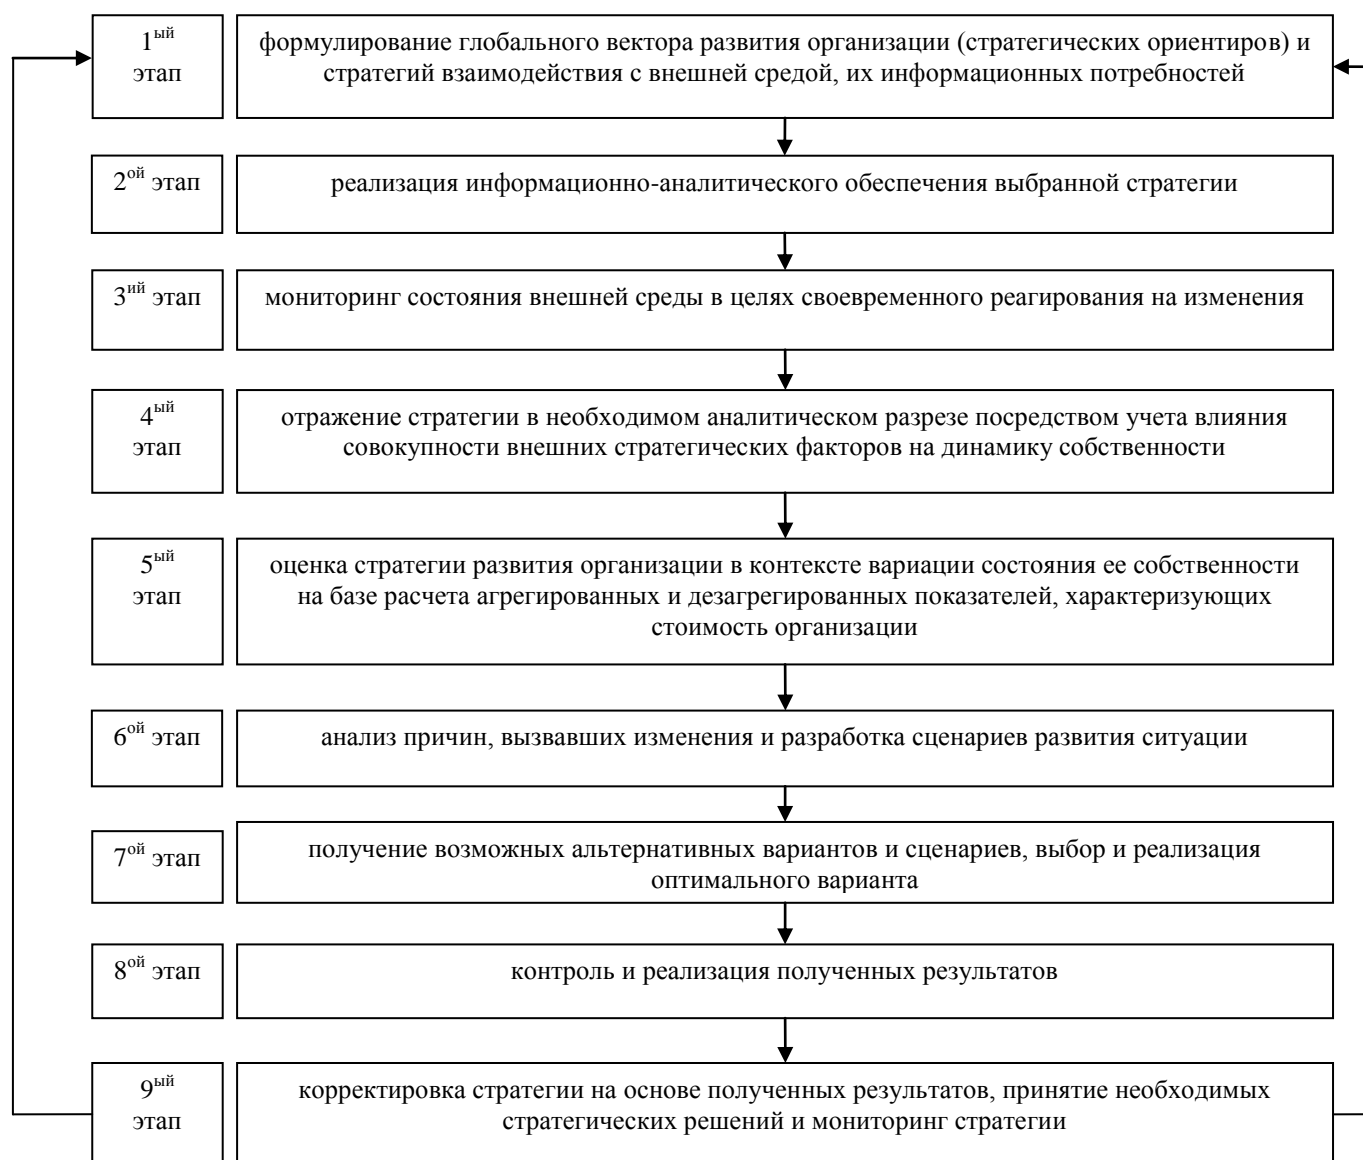 1ый
этап
формулирование глобального вектора развития организации (стратегических ориентиров) и
стратегий взаимодействия с внешней средой, их информационных потребностей
2ой этап
реализация информационно-аналитического обеспечения выбранной стратегии
3ий этап
мониторинг состояния внешней среды в целях своевременного реагирования на изменения
4ый
этап
отражение стратегии в необходимом аналитическом разрезе посредством учета влияния
совокупности внешних стратегических факторов на динамику собственности
5ый
этап
оценка стратегии развития организации в контексте вариации состояния ее собственности
на базе расчета агрегированных и дезагрегированных показателей, характеризующих
стоимость организации
6ой этап
анализ причин, вызвавших изменения и разработка сценариев развития ситуации
7ой этап
получение возможных альтернативных вариантов и сценариев, выбор и реализация
оптимального варианта
8ой этап
контроль и реализация полученных результатов
9ый
этап
корректировка стратегии на основе полученных результатов, принятие необходимых
стратегических решений и мониторинг стратегии